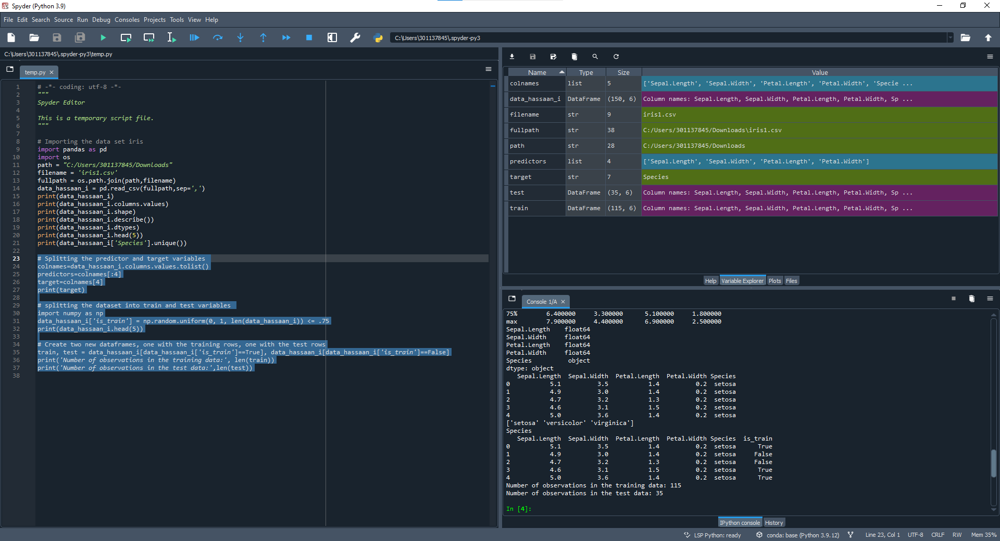 Spyder (Python 3.9)
File Edit Search Source Run Debug Consoles Projects Tools View Help
C:\Users\301137845\.spyder-py3
C:\Users\301137845\.spyder-py3\temp.py
temp.py
1 # -*- coding: utf-8 -*-
2 """
3 Spyder Editor
4
5 This is a temporary script file.
6 """
7
8 # Importing the data set iris
9 import pandas as pd
10 import os
11 path = "C:/Users/301137845/Downloads"
12 filename = 'iris1.csv'
13 fullpath = os.path.join(path,filename)
14 data_hassaan_i = pd.read_csv(fullpath,sep=',')
15 print(data_hassaan_i)
16 print(data_hassaan_i.columns.values)
17 print(data_hassaan_i.shape)
18 print(data_hassaan_i.describe())
19 print(data_hassaan_i.dtypes)
20 print(data_hassaan_i.head(5))
21 print(data_hassaan_i['Species'].unique())
22
23 # Splitting the predictor and target variables
24 colnames=data_hassaan_i.columns.values.tolist()
25 predictors=colnames[:4]
26 target=colnames[4]
27 print(target)
28
29 # splitting the dataset into train and test variables
30 import numpy as np
31 data_hassaan_i['is_train'] = np.random.uniform(0, 1, len(data_hassaan_i)) <= .75
32 print(data_hassaan_i.head(5))
33
34 # Create two new dataframes, one with the training rows, one with the test rows
35 train, test = data_hassaan_i[data_hassaan_i['is_train']==True], data_hassaan_i[data_hassaan_i['is_train']==False]
36 print('Number of observations in the training data:', len(train))
37 print('Number of observations in the test data:',len(test))
38
Name Type Size Value
colnames list 5 ['Sepal.Length', 'Sepal.Width', 'Petal.Length', 'Petal.Width', 'Specie ...
data_hassaan_i DataFrame (150, 6) Column names: Sepal.Length, Sepal.Width, Petal.Length, Petal.Width, Sp ...
filename str 9 iris1.csv
fullpath str 38 C:/Users/301137845/Downloads\iris1.csv
path str 28 C:/Users/301137845/Downloads
predictors list 4 ['Sepal.Length', 'Sepal.Width', 'Petal.Length', 'Petal.Width']
target str 7 Species
test DataFrame (35, 6) Column names: Sepal.Length, Sepal.Width, Petal.Length, Petal.Width, Sp ...
train DataFrame (115, 6) Column names: Sepal.Length, Sepal.Width, Petal.Length, Petal.Width, Sp ...
Help Variable Explorer Plots Files
Console 1/A
75% 6.400000 3.300000 5.100000 1.800000
max 7.900000 4.400000 6.900000 2.500000
Sepal.Length float64
Sepal.Width float64
Petal.Length float64
Petal.Width float64
Species object
dtype: object
Sepal.Length Sepal.Width Petal.Length Petal.Width Species
0 5.1 3.5 1.4 0.2 setosa
1 4.9 3.0 1.4 0.2 setosa
2 4.7 3.2 1.3 0.2 setosa
3 4.6 3.1 1.5 0.2 setosa
4 5.0 3.6 1.4 0.2 setosa
['setosa' 'versicolor' 'virginica']
Species
Sepal.Length Sepal.Width Petal.Length Petal.Width Species is_train
0 5.1 3.5 1.4 0.2 setosa True
1 4.9 3.0 1.4 0.2 setosa False
2 4.7 3.2 1.3 0.2 setosa False
3 4.6 3.1 1.5 0.2 setosa True
4 5.0 3.6 1.4 0.2 setosa True
Number of observations in the training data: 115
Number of observations in the test data: 35
In [4]:
IPython console History
LSP Python: ready conda: base (Python 3.9.12) Line 23, Col 1 UTF-8 CRLF RW Mem 35%